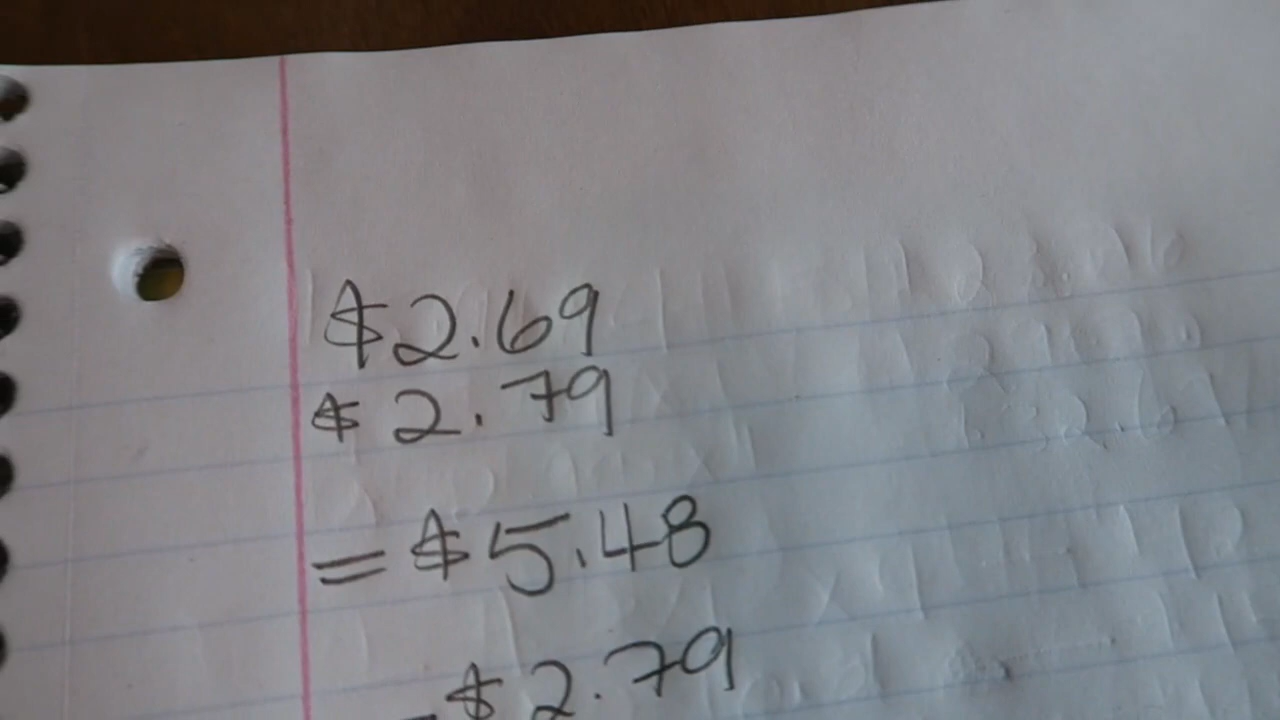 $2.69
$2.79
= $5.48
- $2.79